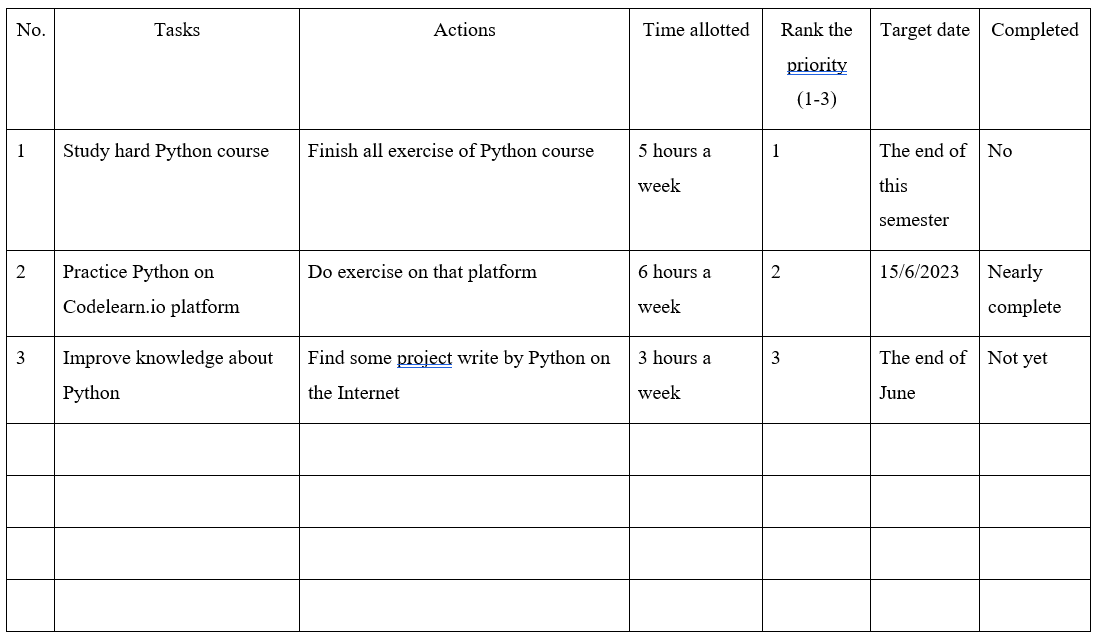 No.
Tasks
Actions
Time allotted
Rank the
priority
(1-3)
Target date
Completed
1
Study hard Python course
Finish all exercise of Python course
5 hours a
week
1
The end of
this
semester
No
2
Practice Python on
Codelearn.io platform
Do exercise on that platform
6 hours a
week
2
15/6/2023
Nearly
complete
3
Improve knowledge about
Python
Find some project write by Python on
the Internet
3 hours a
week
3
The end of
June
Not yet